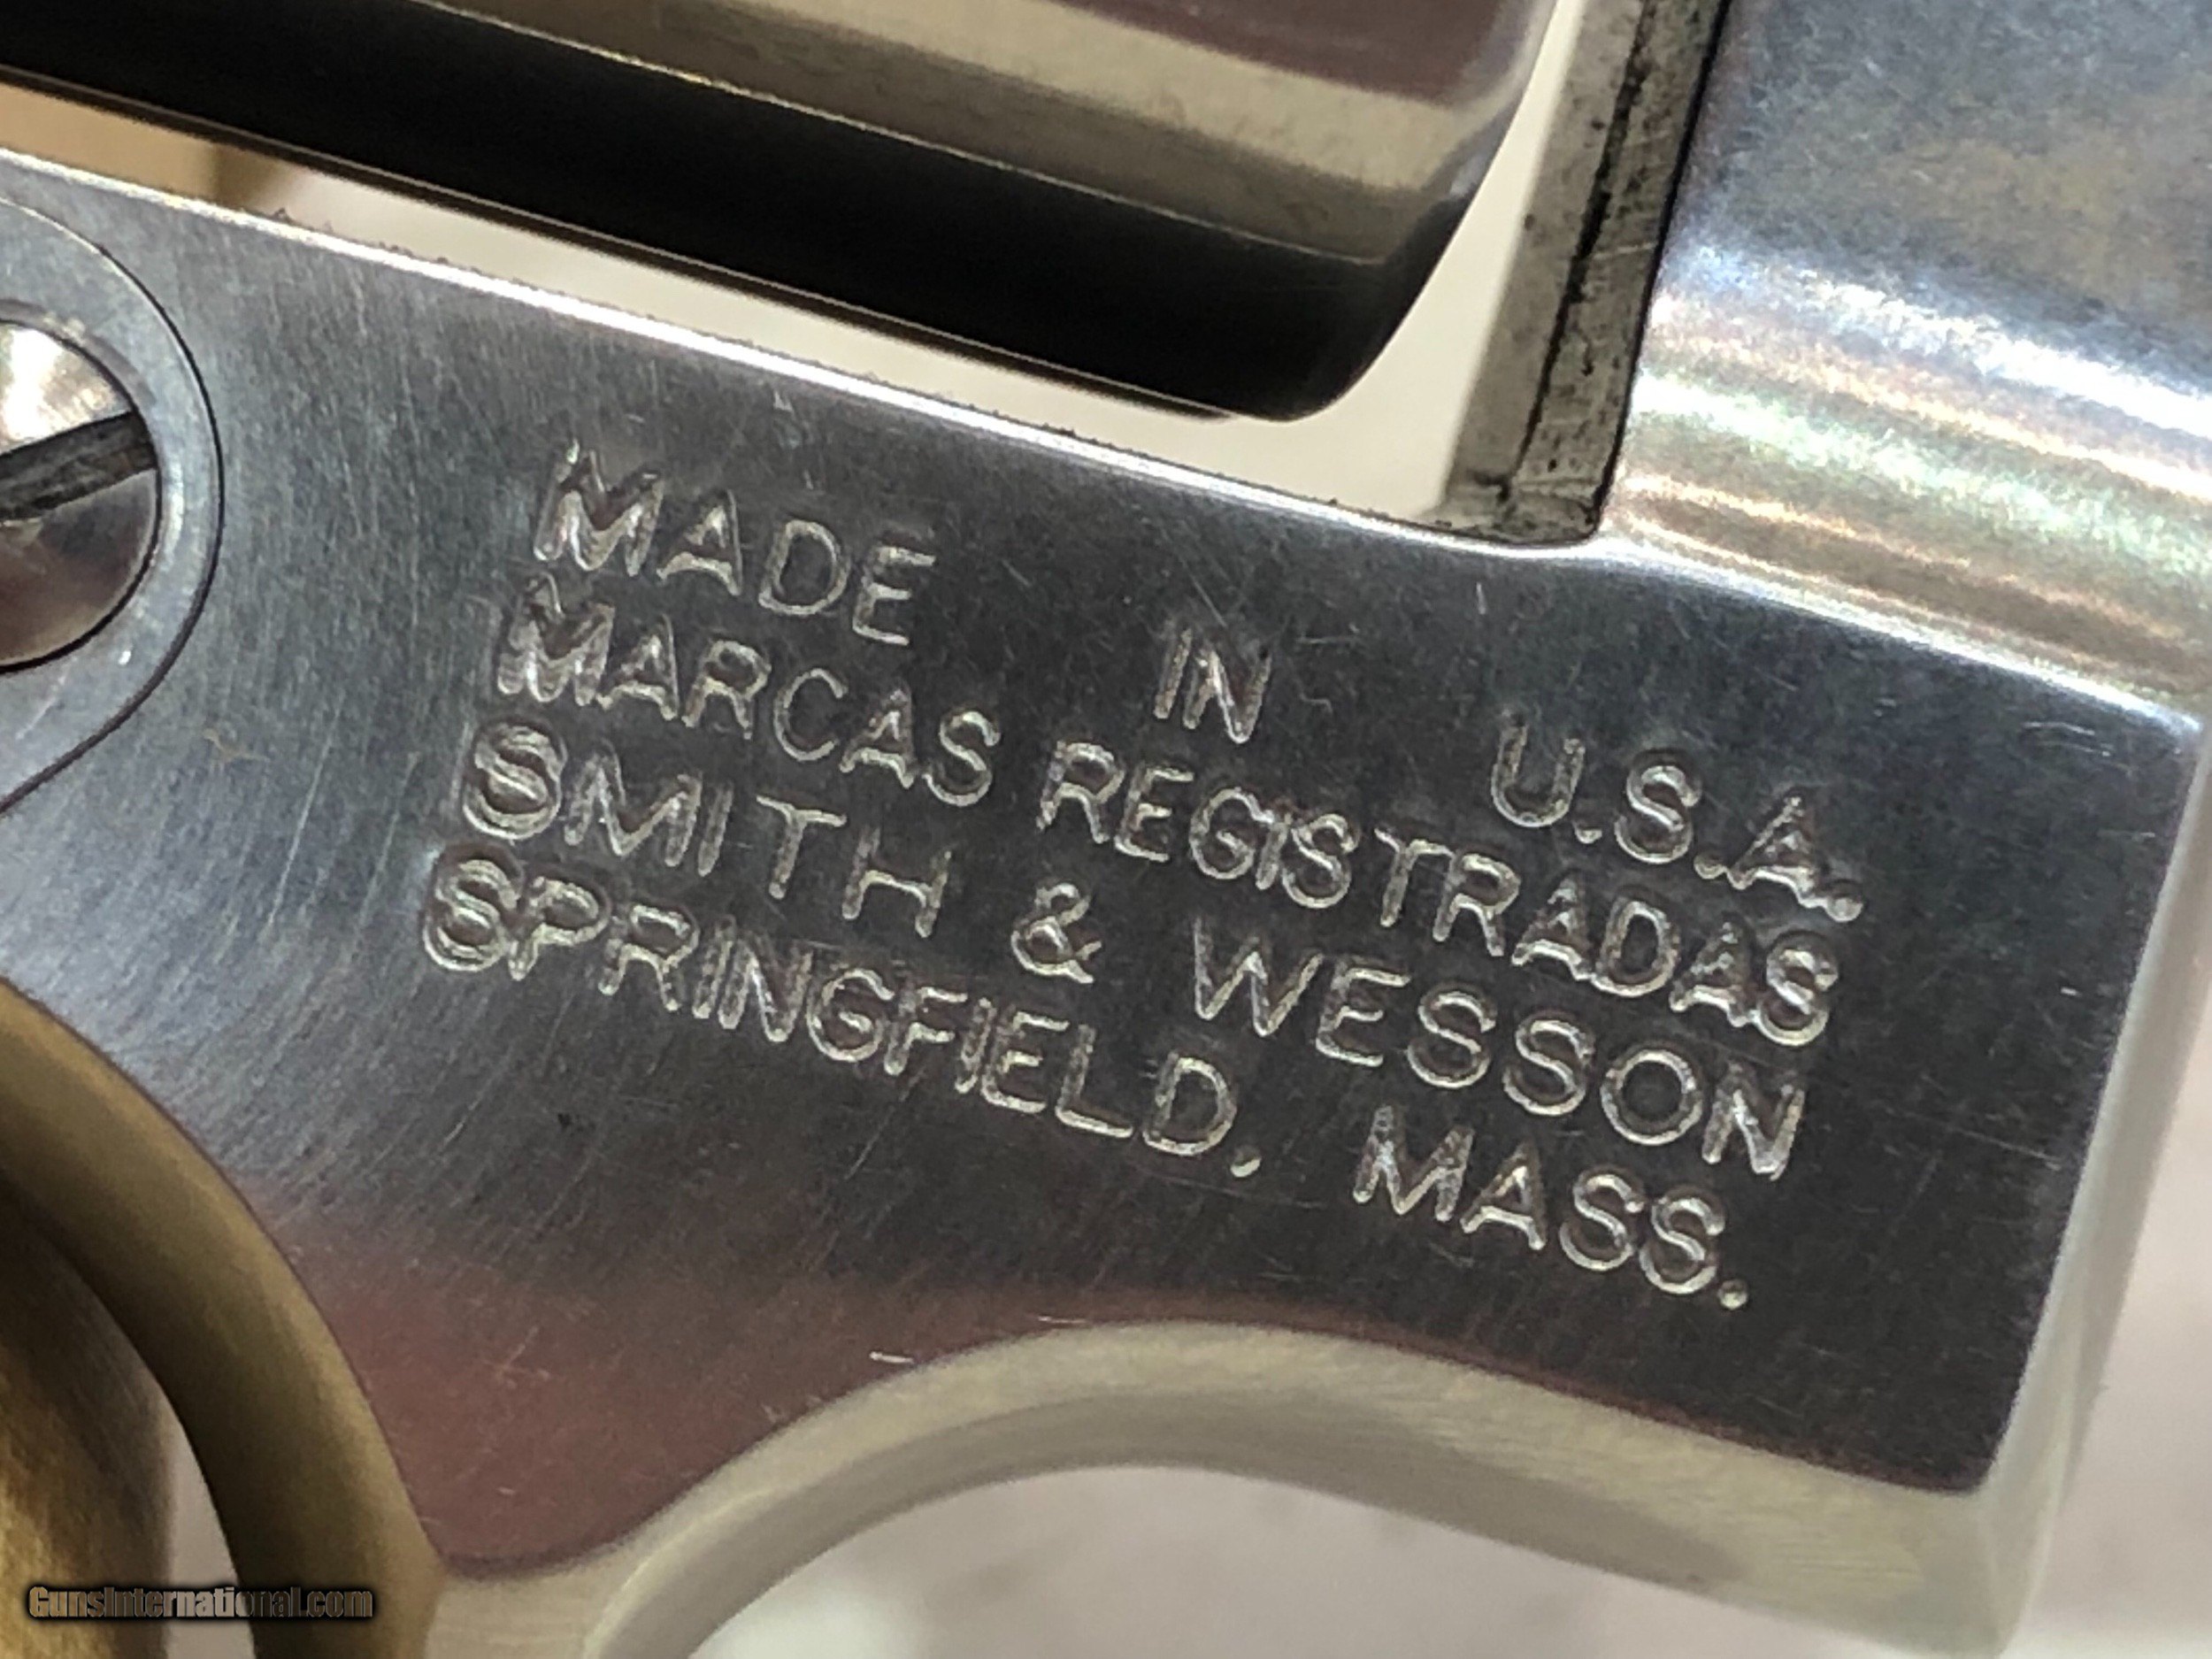 MADE IN U.S.A.
MARCAS REGISTRADAS
SMITH & WESSON
SPRINGFIELD. MASS.
GunsInternational.com